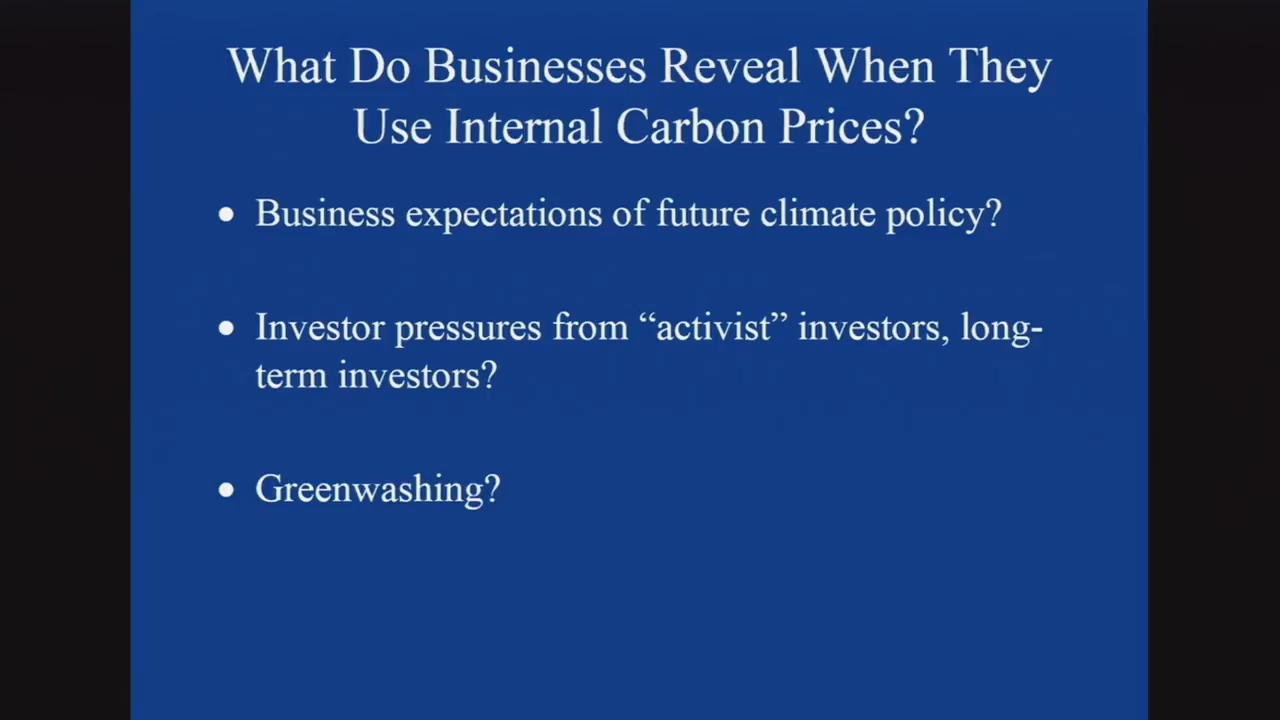 What Do Businesses Reveal When They
Use Internal Carbon Prices?
• Business expectations of future climate policy?
• Investor pressures from “activist” investors, long-
term investors?
• Greenwashing?